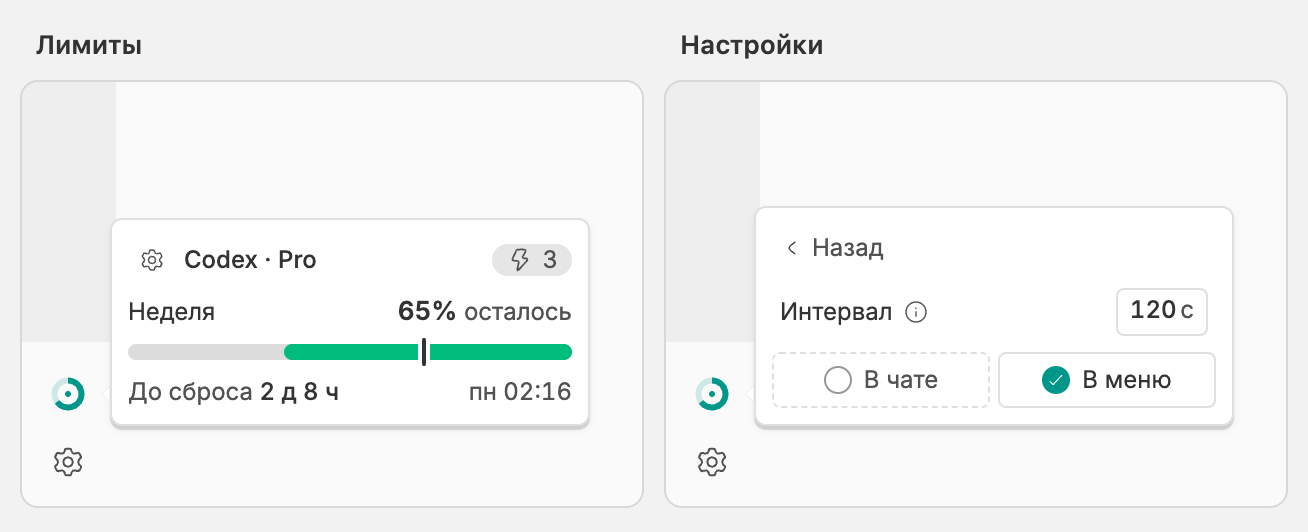 Лимиты
Codex · Pro
3
Неделя
65% осталось
До сброса 2 д 8 ч
пн 02:16
Настройки
Назад
Интервал
120 с
В чате
В меню